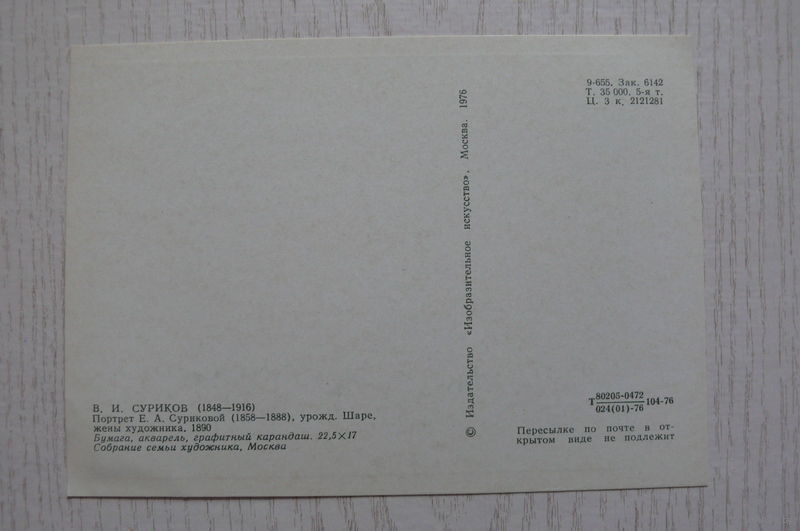 9-655. Зак. 6142
Т. 35 000. 5-я т.
Ц. 3 к. 2121281
© Издательство «Изобразительное искусство». Москва. 1976
В. И. СУРИКОВ (1848—1916)
Портрет Е. А. Суриковой (1858—1888), урожд. Шаре,
жены художника. 1890
Бумага, акварель, графитный карандаш. 22,5×17
Собрание семьи художника, Москва
80205-0472
Т 104-76
024(01)-76
Пересылке по почте в от-
крытом виде не подлежит